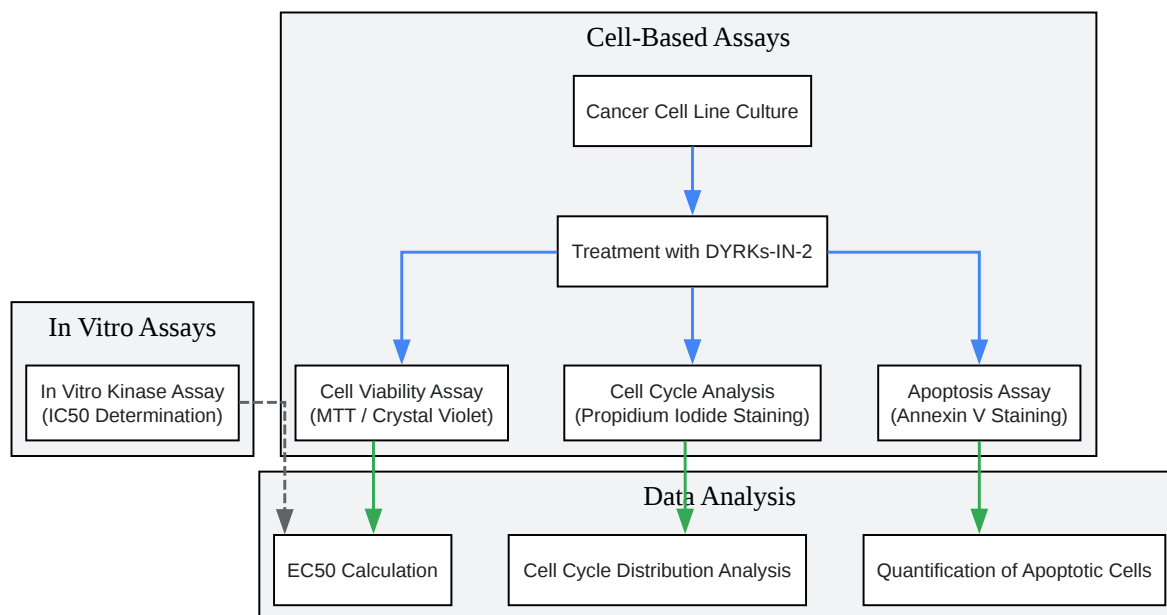 Cell-Based Assays
Cancer Cell Line Culture
Treatment with DYRKs-IN-2
In Vitro Assays
In Vitro Kinase Assay
(IC50 Determination)
Cell Viability Assay
(MTT / Crystal Violet)
Cell Cycle Analysis
(Propidium Iodide Staining)
Apoptosis Assay
(Annexin V Staining)
Data Analysis
EC50 Calculation
Cell Cycle Distribution Analysis
Quantification of Apoptotic Cells